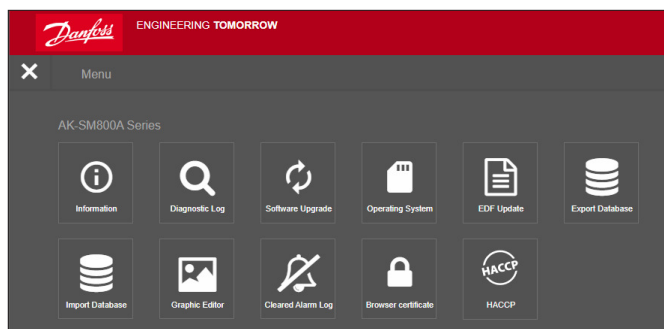 Danfoss
ENGINEERING TOMORROW
Menu
AK-SM800A Series
Information
Diagnostic Log
Software Upgrade
Operating System
EDF Update
Export Database
Import Database
Graphic Editor
Cleared Alarm Log
Browser certificate
HACCP
HACCP